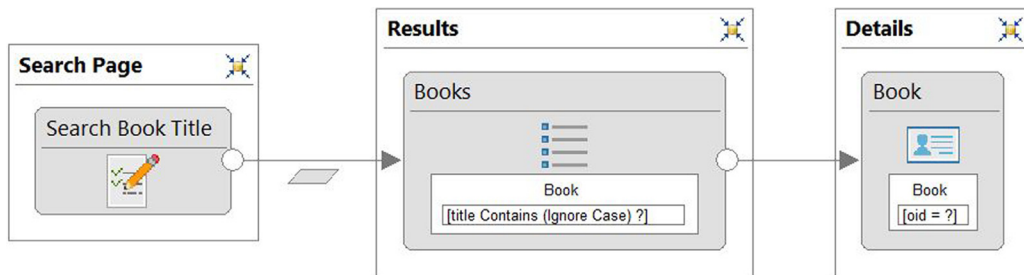 Search Page
Search Book Title
Results
Books
Book
[title Contains (Ignore Case) ?]
Details
Book
Book
[oid = ?]